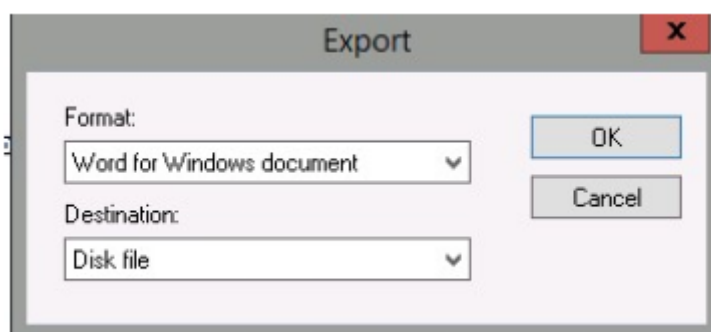 Export
x
Format:
Word for Windows document
OK
Cancel
Destination:
Disk file